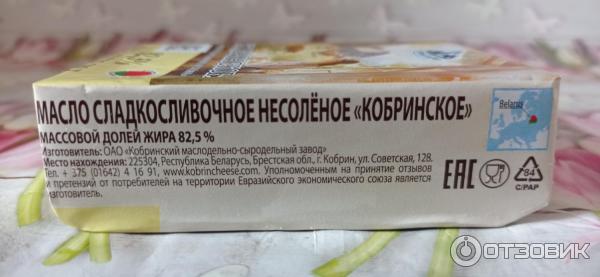 МАСЛО СЛАДКОСЛИВОЧНОЕ НЕСОЛЁНОЕ «КОБРИНСКОЕ»
МАССОВОЙ ДОЛЕЙ ЖИРА 82,5 %
Изготовитель: ОАО «Кобринский маслодельно-сыродельный завод»
Место нахождения: 225304, Республика Беларусь, Брестская обл., г. Кобрин, ул. Советская, 128.
Тел. + 375 (01642) 4 16 91, www.kobrincheese.com. Уполномоченным на принятие отзывов
и претензий от потребителей на территории Евразийского экономического союза является
изготовитель.
Belarus
EAC
84
C/PAP
ОТЗОВИК